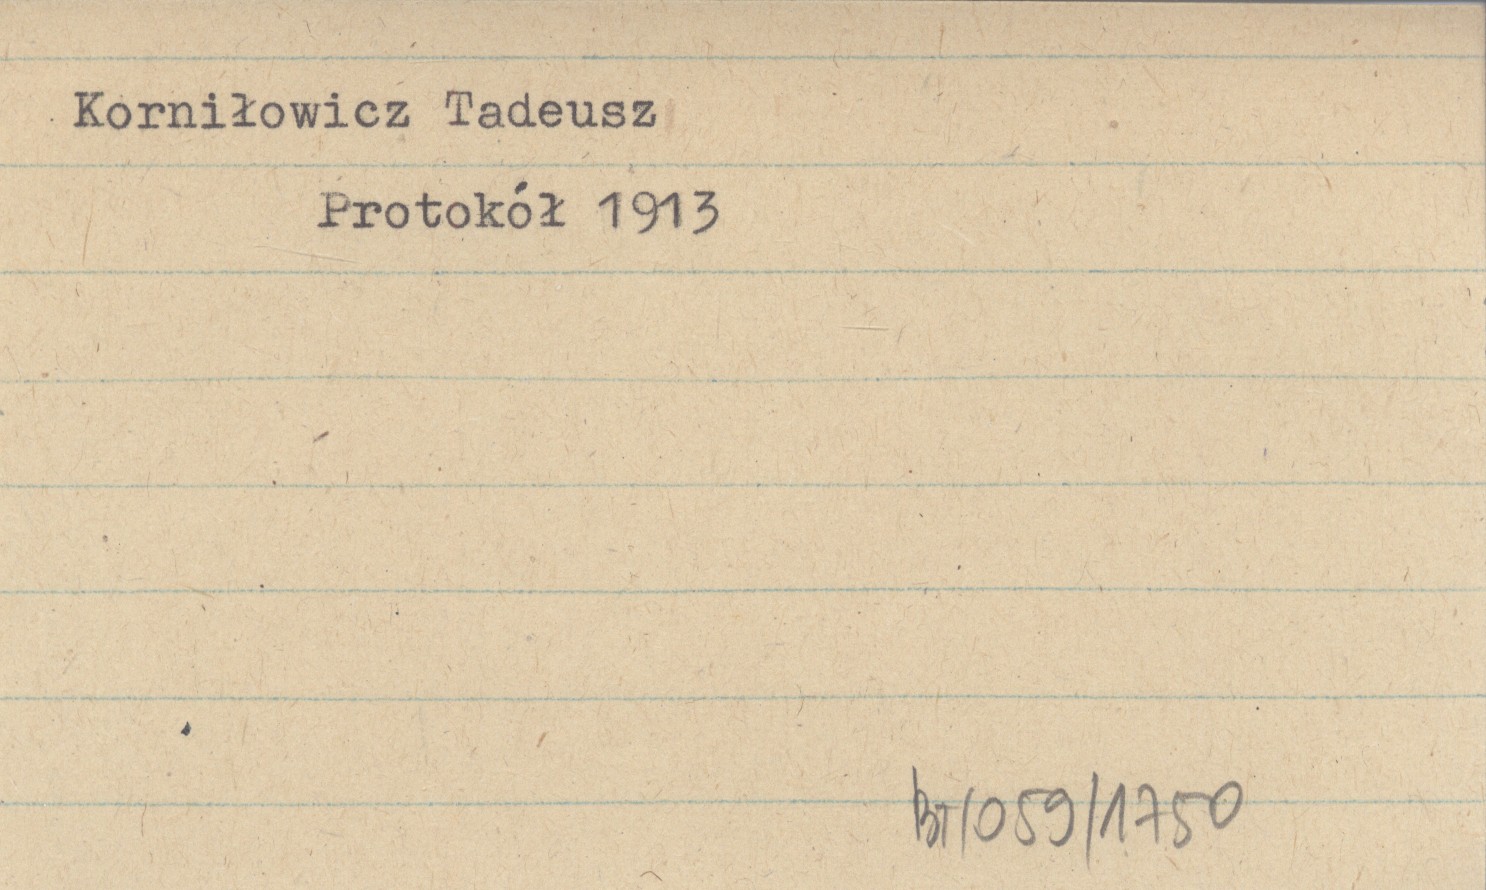 Korniłowicz Tadeusz
Protokół 1913
BT/059/1750